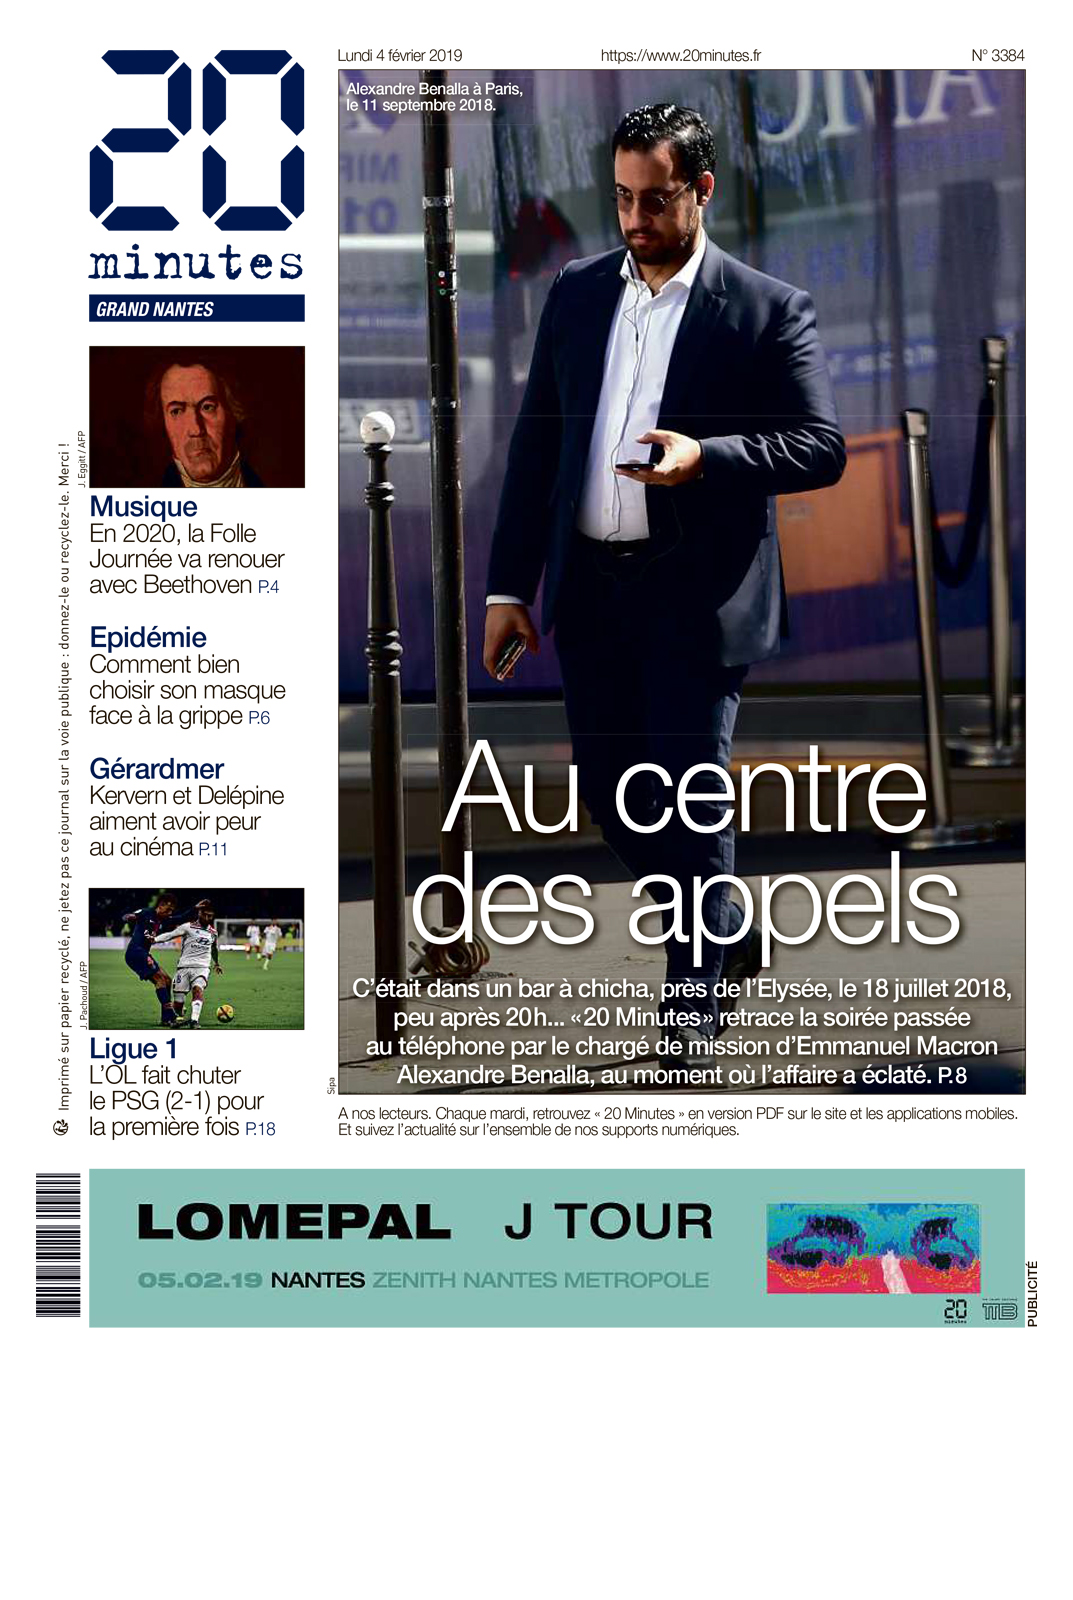 20
minutes
GRAND NANTES
Lundi 4 février 2019
https://www.20minutes.fr
N° 3384
Alexandre Benalla à Paris,
le 11 septembre 2018.
J. Eggitt / AFP
Musique
En 2020, la Folle
Journée va renouer
avec Beethoven P.4
Epidémie
Comment bien
choisir son masque
face à la grippe P.6
Gérardmer
Kervern et Delépine
aiment avoir peur
au cinéma P.11
J. Pachoud / AFP
Ligue 1
L'OL fait chuter
le PSG (2-1) pour
la première fois P.18
Imprimé sur papier recyclé, ne jetez pas ce journal sur la voie publique : donnez-le ou recyclez-le. Merci !
Au centre
des appels
C'était dans un bar à chicha, près de l'Elysée, le 18 juillet 2018,
peu après 20h... «20 Minutes» retrace la soirée passée
au téléphone par le chargé de mission d'Emmanuel Macron
Alexandre Benalla, au moment où l'affaire a éclaté. P.8
Sipa
A nos lecteurs. Chaque mardi, retrouvez « 20 Minutes » en version PDF sur le site et les applications mobiles.
Et suivez l'actualité sur l'ensemble de nos supports numériques.
LOMEPAL J TOUR
05.02.19 NANTES ZENITH NANTES METROPOLE
20
minutes
PUBLICITÉ